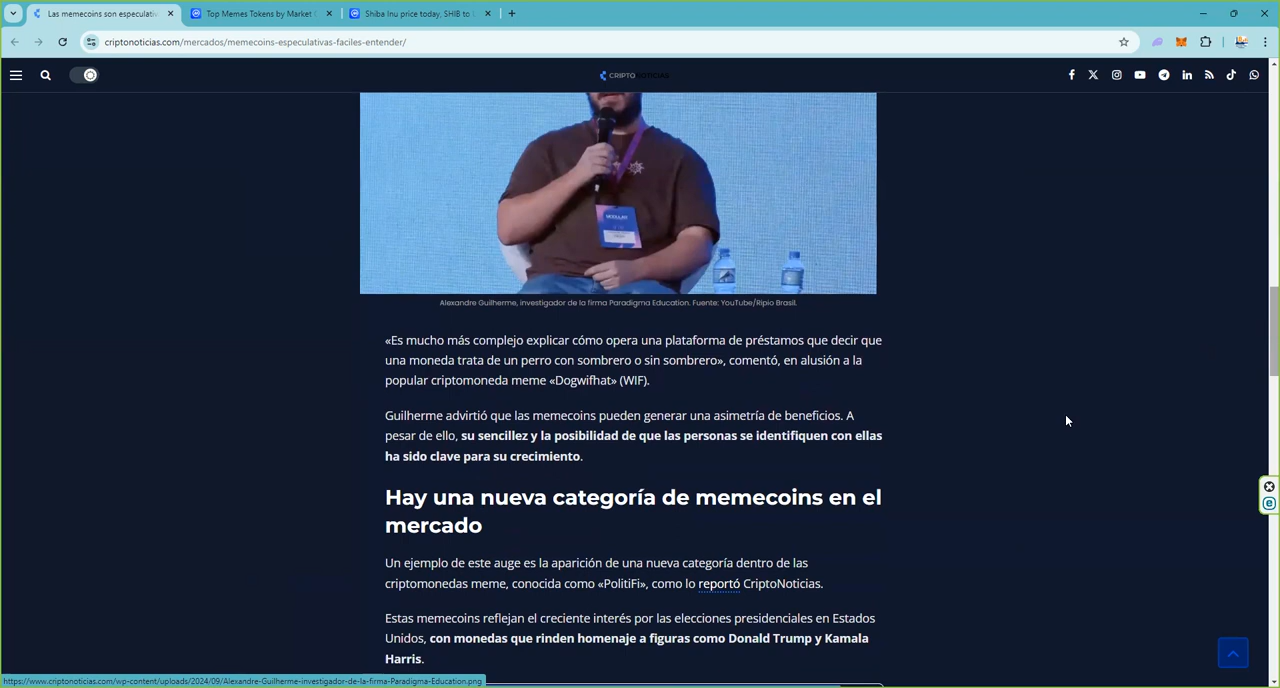 Las memecoins son especulativ
Top Memes Tokens by Market
Shiba Inu price today, SHIB to
criptonoticias.com/mercados/memecoins-especulativas-faciles-entender/
CRIPTONOTICIAS
MODULAR
Alexandre Guilherme, investigador de la firma Paradigma Education. Fuente: YouTube/Ripio Brasil.
«Es mucho más complejo explicar cómo opera una plataforma de préstamos que decir que
una moneda trata de un perro con sombrero o sin sombrero», comentó, en alusión a la
popular criptomoneda meme «Dogwifhat» (WIF).
Guilherme advirtió que las memecoins pueden generar una asimetría de beneficios. A
pesar de ello, su sencillez y la posibilidad de que las personas se identifiquen con ellas
ha sido clave para su crecimiento.
Hay una nueva categoría de memecoins en el
mercado
Un ejemplo de este auge es la aparición de una nueva categoría dentro de las
criptomonedas meme, conocida como «PolitiFi», como lo reportó CriptoNoticias.
Estas memecoins reflejan el creciente interés por las elecciones presidenciales en Estados
Unidos, con monedas que rinden homenaje a figuras como Donald Trump y Kamala
Harris.
https://www.criptonoticias.com/wp-content/uploads/2024/09/Alexandre-Guilherme-investigador-de-la-firma-Paradigma-Education.png